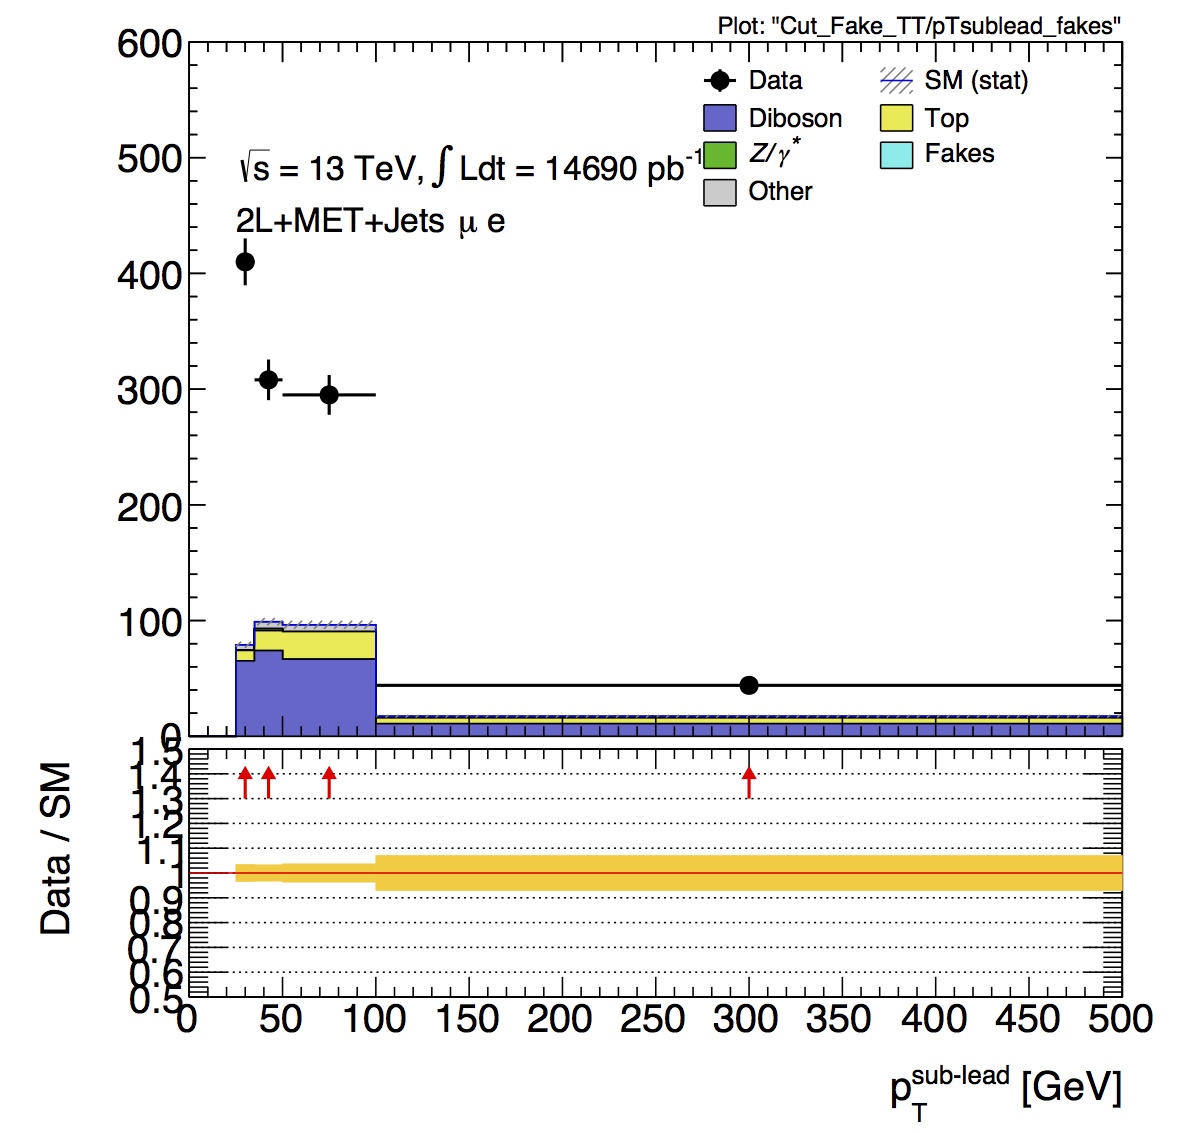 Plot: "Cut_Fake_TT/pTsublead_fakes"
600
500
400
300
200
100
0
Data
SM (stat)
Diboson
Top
Z/γ*
Fakes
Other
√s = 13 TeV, ∫ Ldt = 14690 pb-1
2L+MET+Jets μ e
Data / SM
1.5
1.4
1.3
1.2
1.1
1
0.9
0.8
0.7
0.6
0.5
0 50 100 150 200 250 300 350 400 450 500
pT sub-lead [GeV]